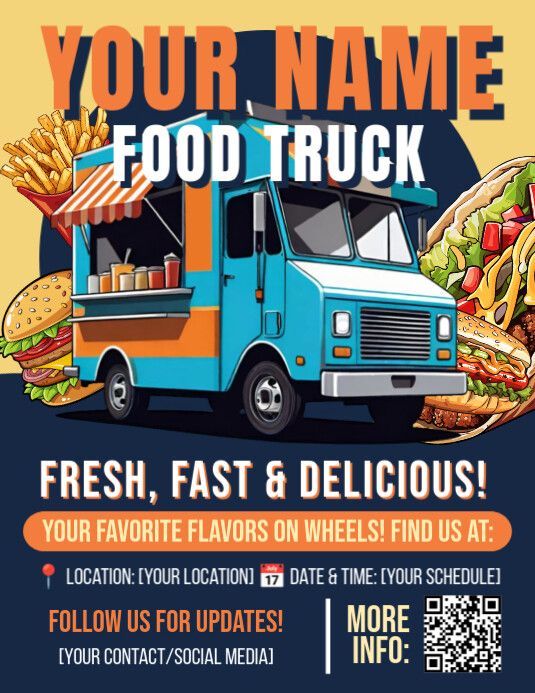 YOUR NAME
FOOD TRUCK
FRESH, FAST & DELICIOUS!
YOUR FAVORITE FLAVORS ON WHEELS! FIND US AT:
📍 LOCATION: [YOUR LOCATION] 📅 DATE & TIME: [YOUR SCHEDULE]
July
17
FOLLOW US FOR UPDATES!
[YOUR CONTACT/SOCIAL MEDIA]
MORE
INFO: